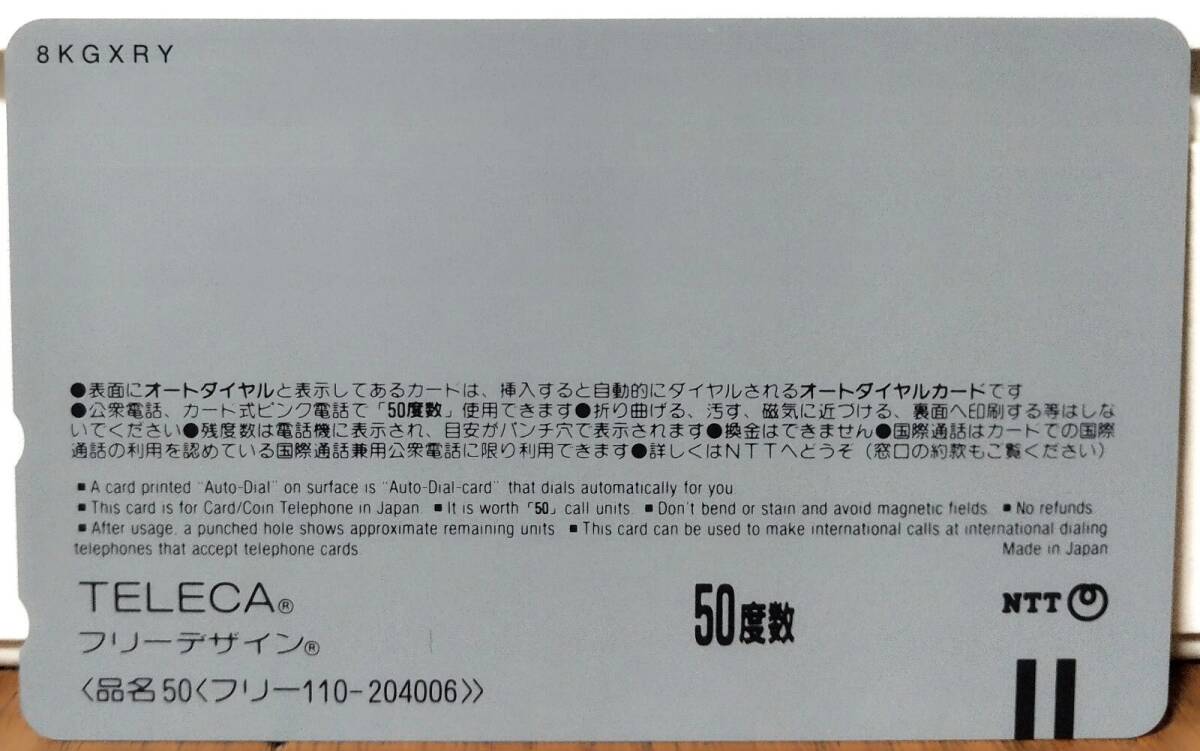 8KGXRY
●表面にオートダイヤルと表示してあるカードは、挿入すると自動的にダイヤルされるオートダイヤルカードです
●公衆電話、カード式ピンク電話で「50度数」使用できます●折り曲げる、汚す、磁気に近づける、裏面へ印刷する等はしな
いでください●残度数は電話機に表示され、目安がパンチ穴で表示されます●換金はできません●国際通話はカードでの国際
通話の利用を認めている国際通話兼用公衆電話に限り利用できます●詳しくはNTTへどうぞ(窓口の約款もご覧ください)
■ A card printed "Auto-Dial" on surface is "Auto-Dial-card" that dials automatically for you
■ This card is for Card/Coin Telephone in Japan. ■ It is worth「50」call units. ■ Don't bend or stain and avoid magnetic fields. ■ No refunds
■ After usage, a punched hole shows approximate remaining units ■ This card can be used to make international calls at international dialing
telephones that accept telephone cards. Made in Japan
TELECA® 50度数 NTT
フリーデザイン®
〈品名50〈フリー110-204006〉〉